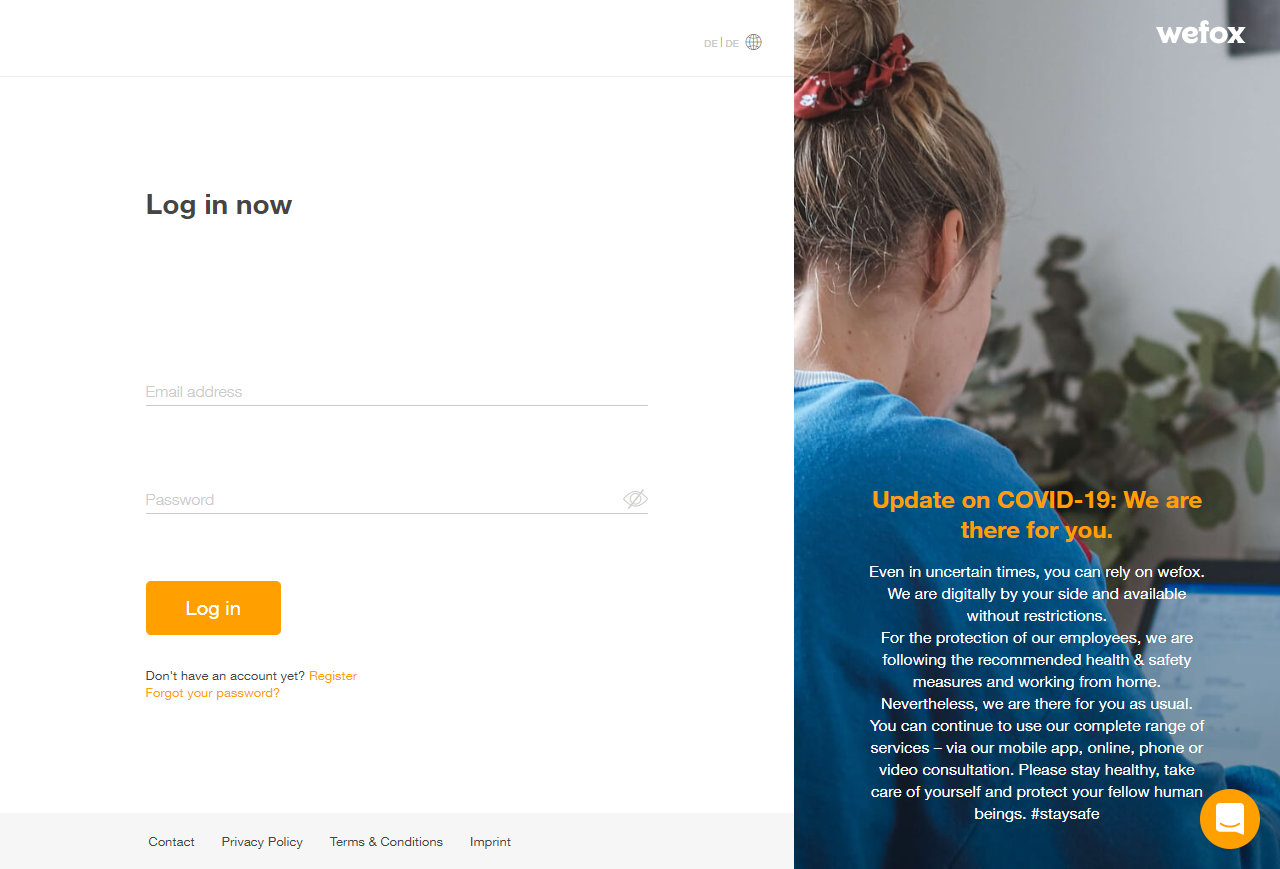 DE | DE
wefox
Log in now
Email address
Password
Log in
Don't have an account yet? Register
Forgot your password?
Update on COVID-19: We are
there for you.
Even in uncertain times, you can rely on wefox.
We are digitally by your side and available
without restrictions.
For the protection of our employees, we are
following the recommended health & safety
measures and working from home.
Nevertheless, we are there for you as usual.
You can continue to use our complete range of
services – via our mobile app, online, phone or
video consultation. Please stay healthy, take
care of yourself and protect your fellow human
beings. #staysafe
Contact Privacy Policy Terms & Conditions Imprint